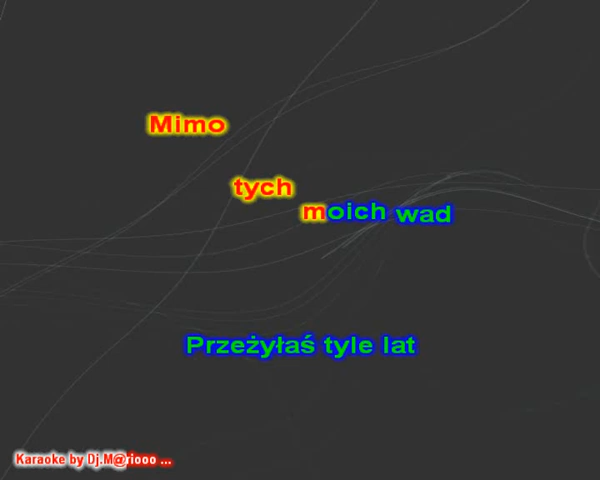 Mimo
tych
moich wad
Przeżyłaś tyle lat
Karaoke by Dj.M@riooo ...